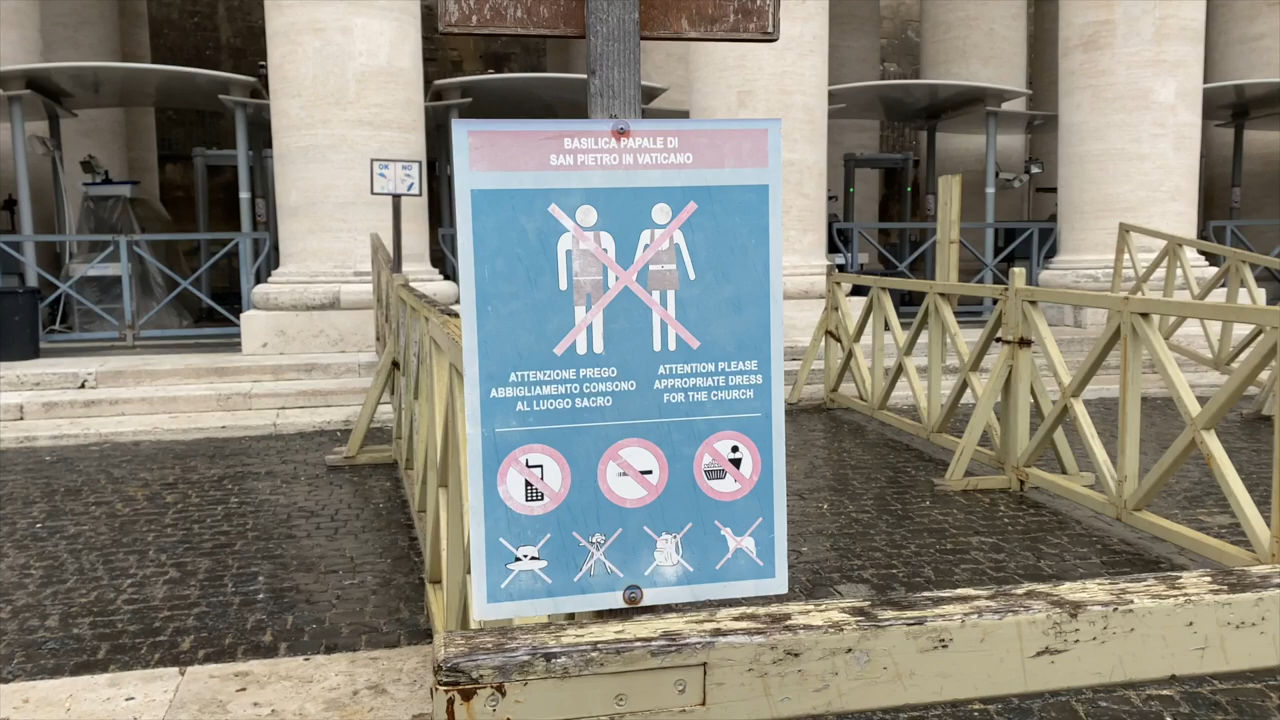 BASILICA PAPALE DI
SAN PIETRO IN VATICANO
OK NO
ATTENZIONE PREGO
ABBIGLIAMENTO CONSONO
AL LUOGO SACRO
ATTENTION PLEASE
APPROPRIATE DRESS
FOR THE CHURCH